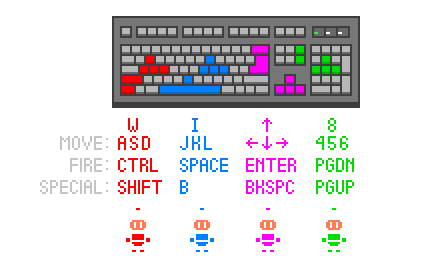 W I ↑ 8
MOVE: ASD JKL ←↓→ 456
FIRE: CTRL SPACE ENTER PGDN
SPECIAL: SHIFT B BKSPC PGUP